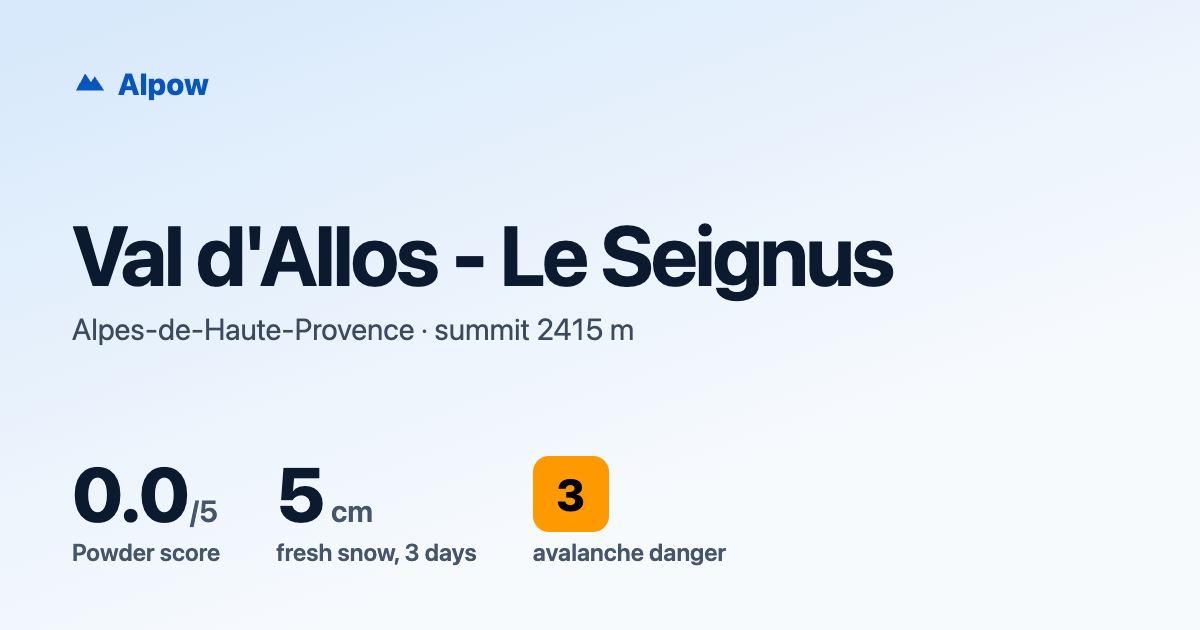 Alpow
Val d'Allos - Le Seignus
Alpes-de-Haute-Provence · summit 2415 m
0.0/5 5 cm 3
Powder score fresh snow, 3 days avalanche danger